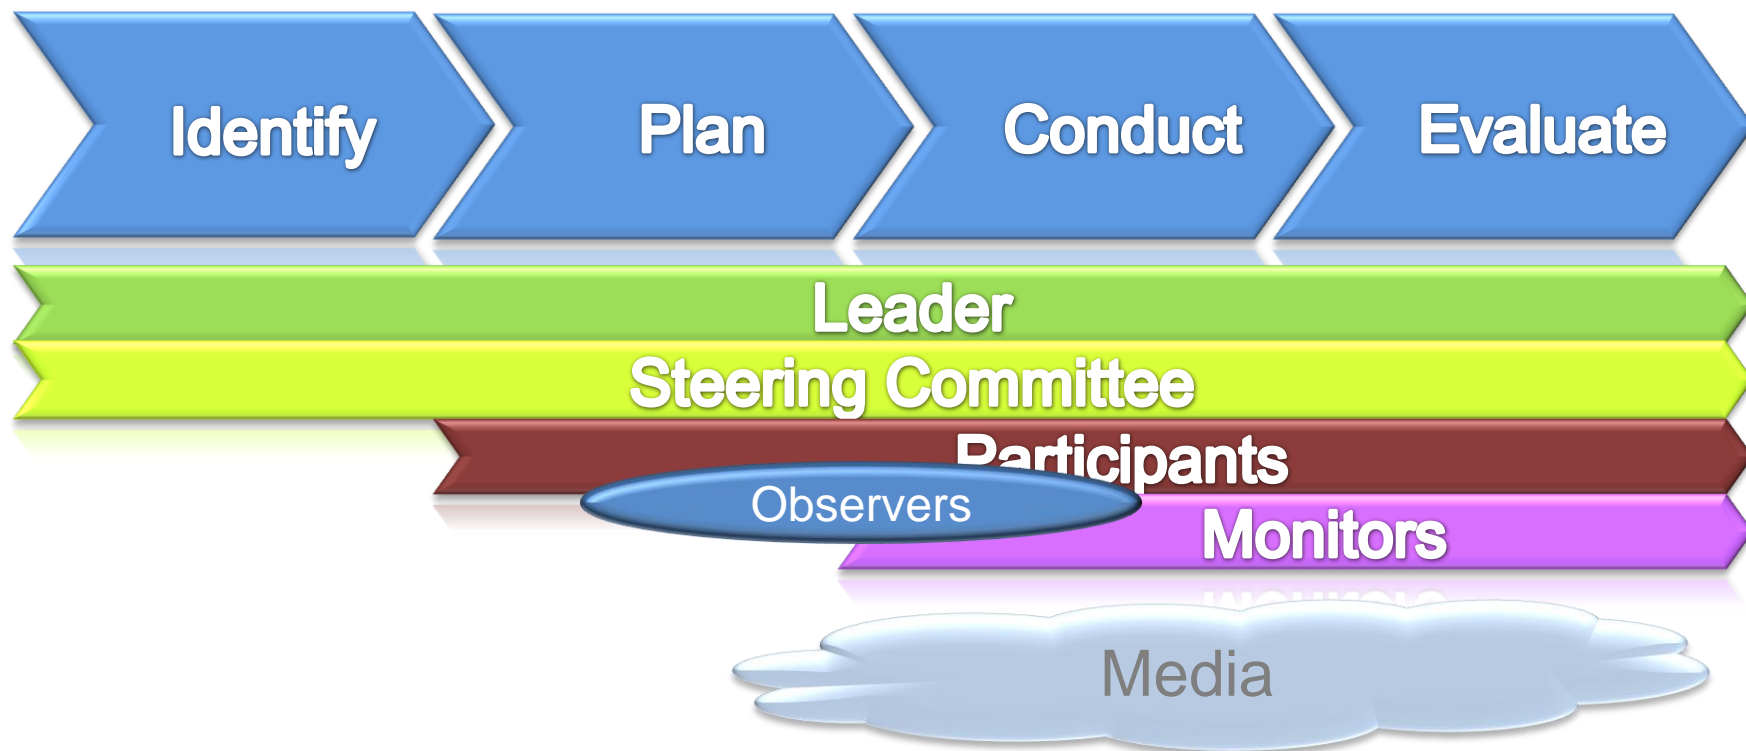 Identify
Plan
Conduct
Evaluate
Leader
Steering Committee
Participants
Observers
Monitors
Media